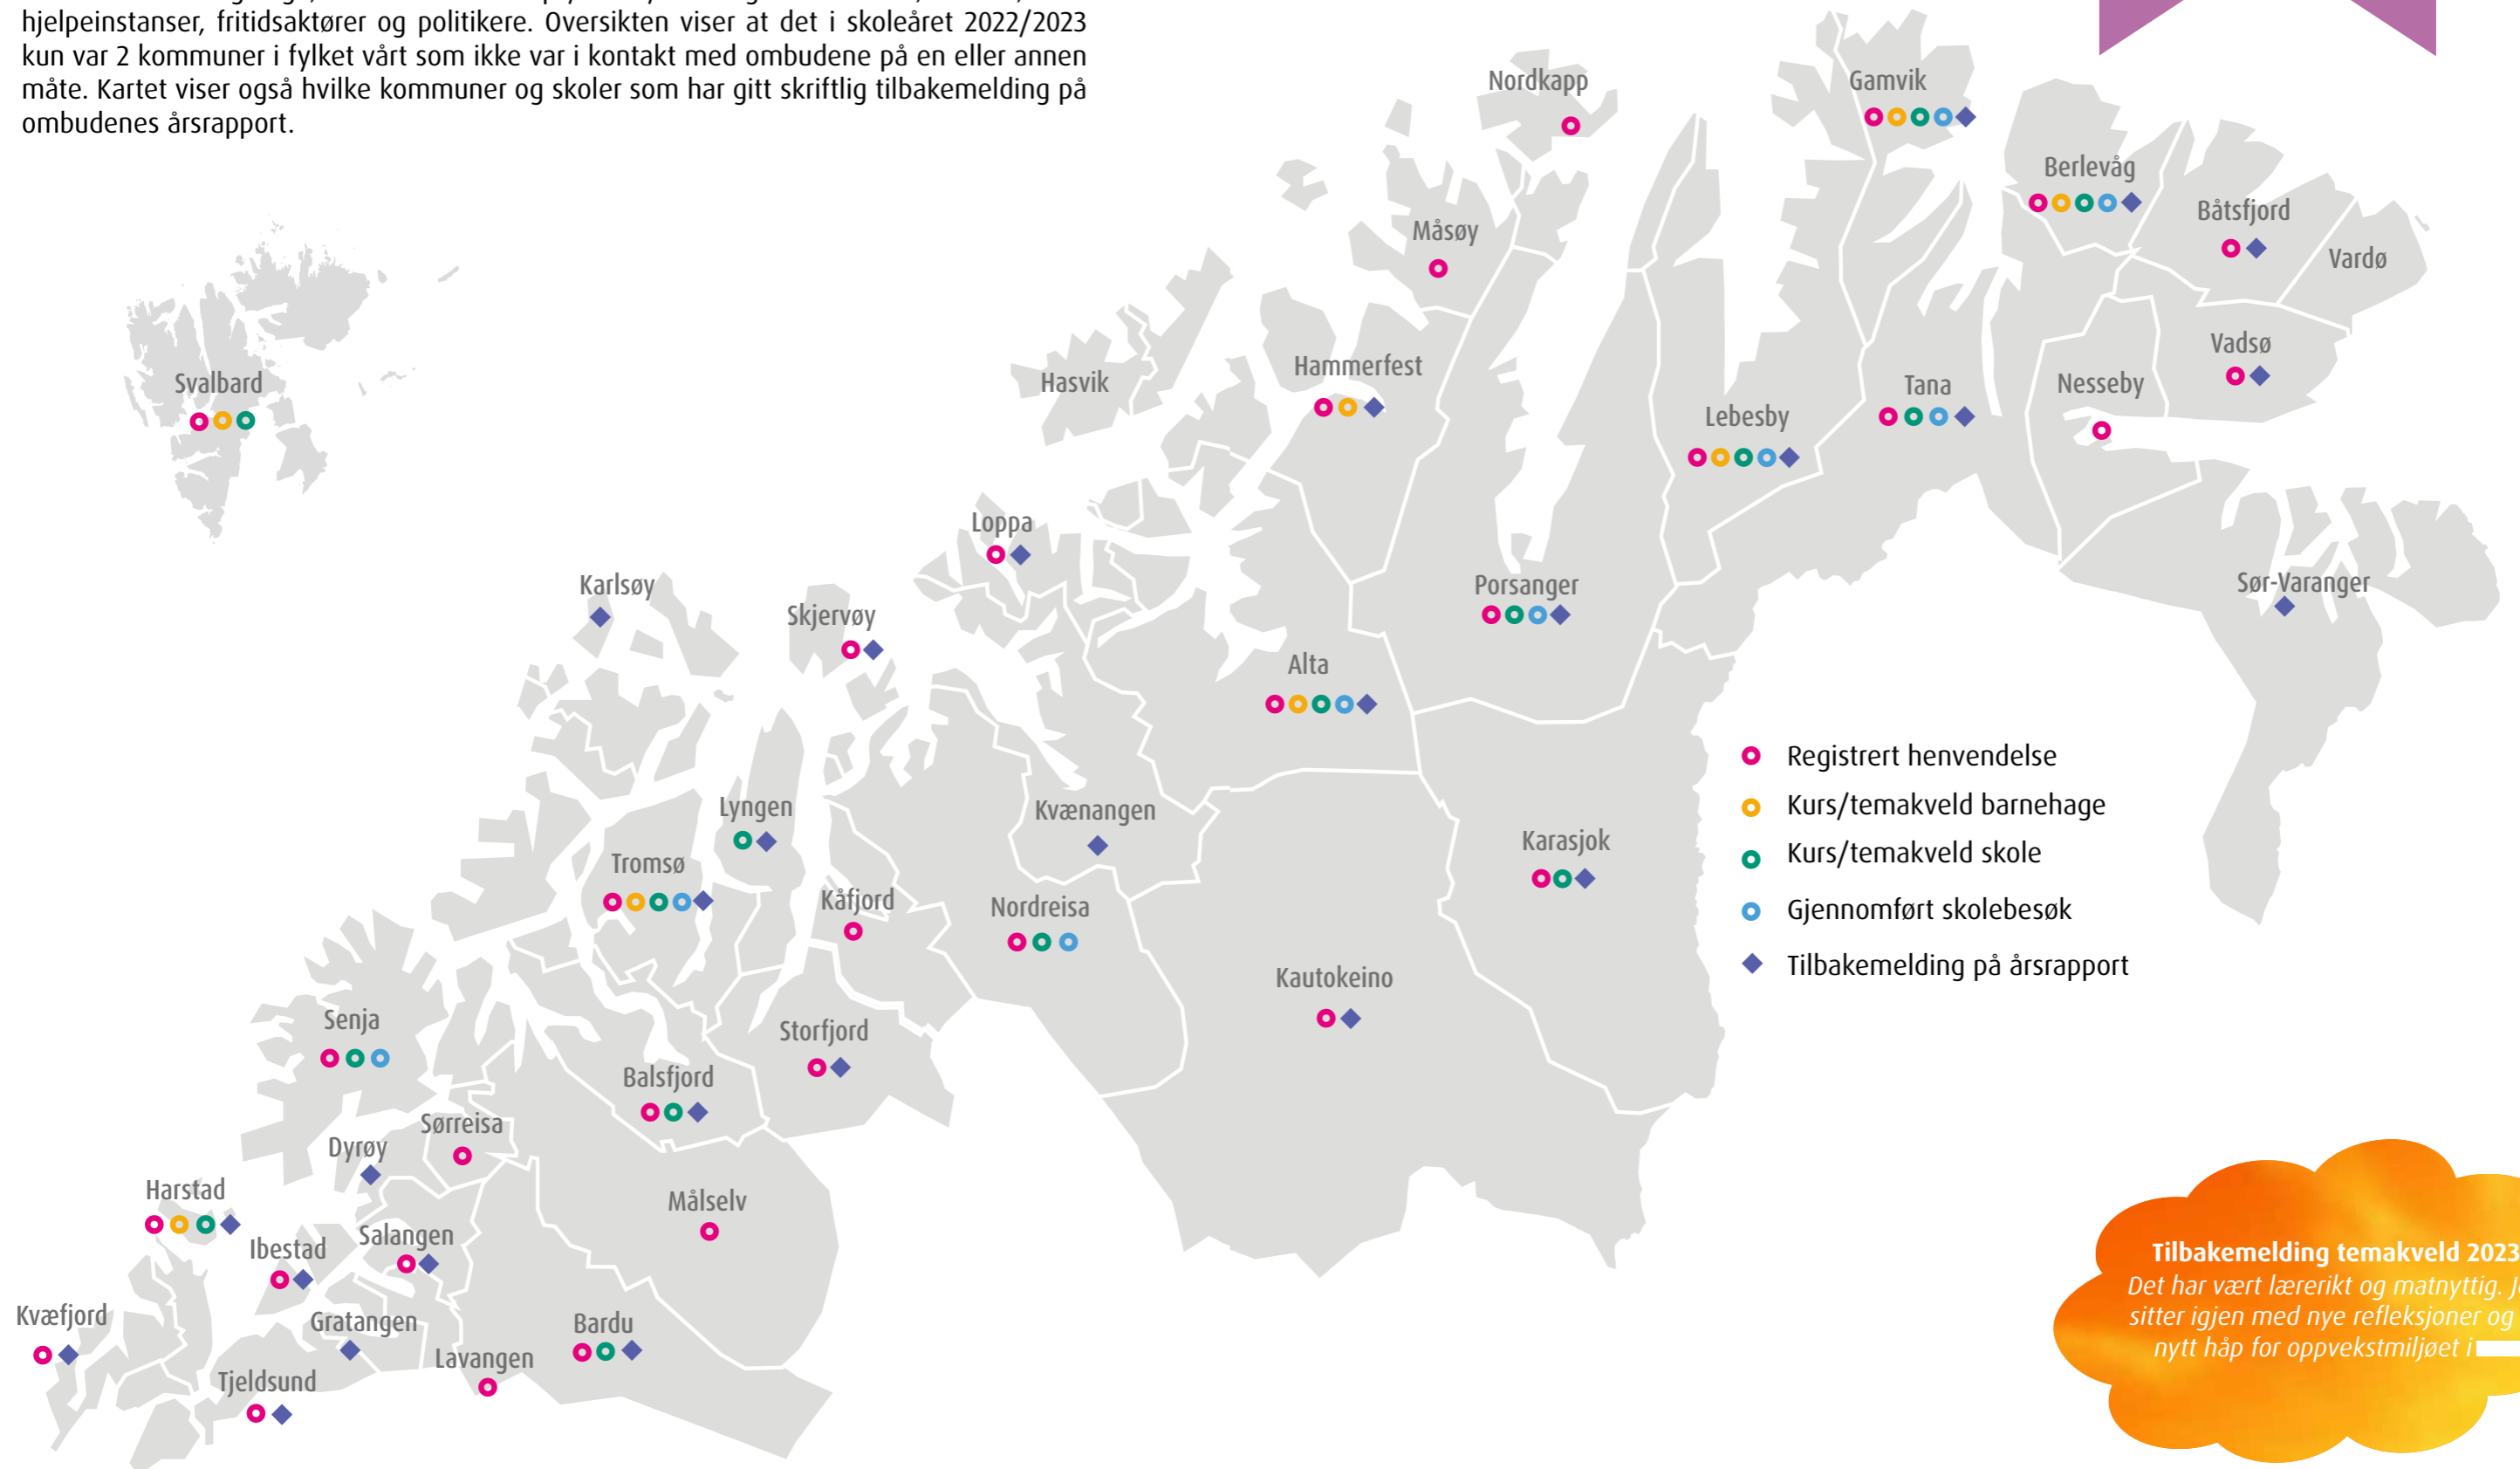 hjelpeinstanser, fritidsaktører og politikere. Oversikten viser at det i skoleåret 2022/2023
kun var 2 kommuner i fylket vårt som ikke var i kontakt med ombudene på en eller annen
måte. Kartet viser også hvilke kommuner og skoler som har gitt skriftlig tilbakemelding på
ombudenes årsrapport.
Nordkapp
Gamvik
Berlevåg
Båtsfjord
Måsøy
Vardø
Vadsø
Hammerfest
Svalbard
Hasvik
Tana
Nesseby
Lebesby
Loppa
Karlsøy
Porsanger
Sør-Varanger
Skjervøy
Alta
Registrert henvendelse
Kurs/temakveld barnehage
Kurs/temakveld skole
Gjennomført skolebesøk
Tilbakemelding på årsrapport
Lyngen
Kvænangen
Karasjok
Tromsø
Kåfjord
Nordreisa
Kautokeino
Senja
Storfjord
Balsfjord
Sørreisa
Dyrøy
Harstad
Målselv
Salangen
Ibestad
Kvæfjord
Gratangen
Bardu
Lavangen
Tjeldsund
Tilbakemelding temakveld 2023
Det har vært lærerikt og matnyttig.
sitter igjen med nye refleksjoner og
nytt håp for oppvekstmiljøet i